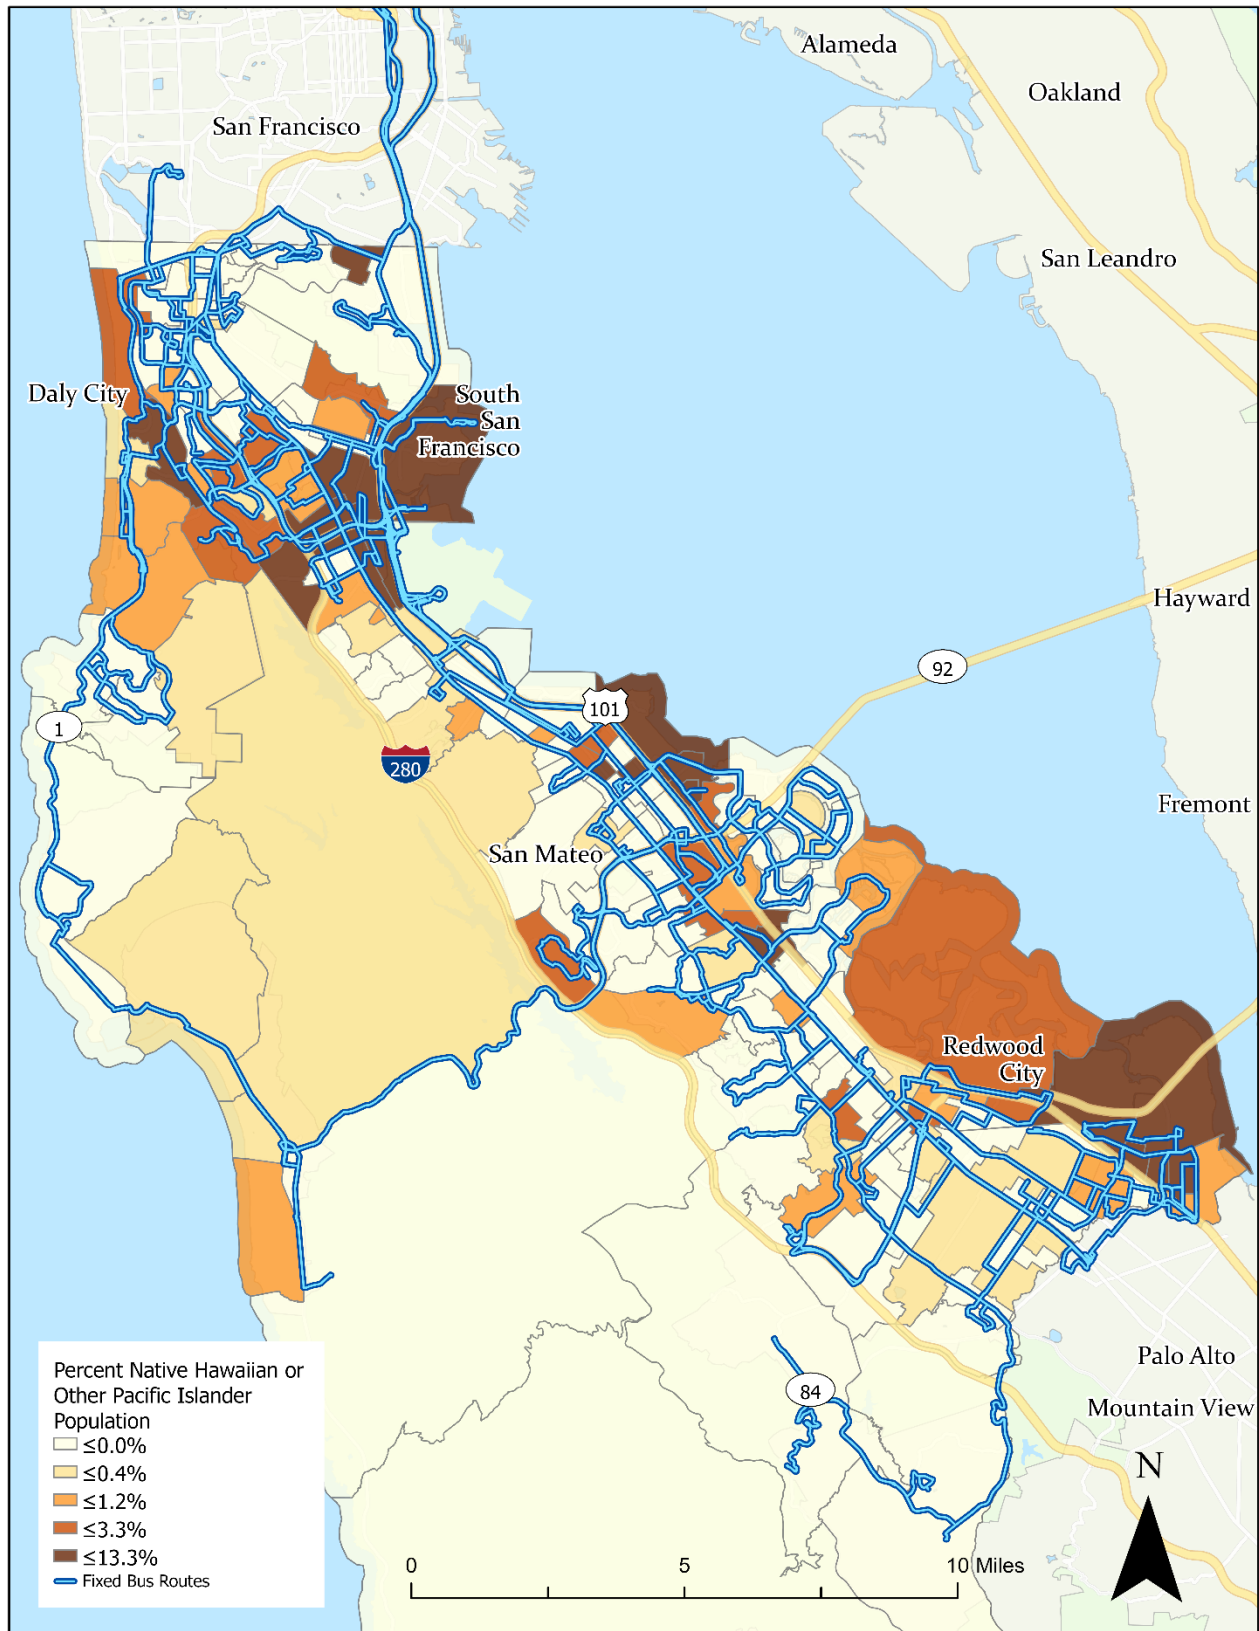 Alameda
Oakland
San Francisco
San Leandro
Daly City
South
San
Francisco
Hayward
92
101
1
280
Fremont
San Mateo
Redwood
City
Palo Alto
84
Mountain View
Percent Native Hawaiian or
Other Pacific Islander
Population
≤0.0%
≤0.4%
≤1.2%
≤3.3%
≤13.3%
Fixed Bus Routes
N
0 5 10 Miles